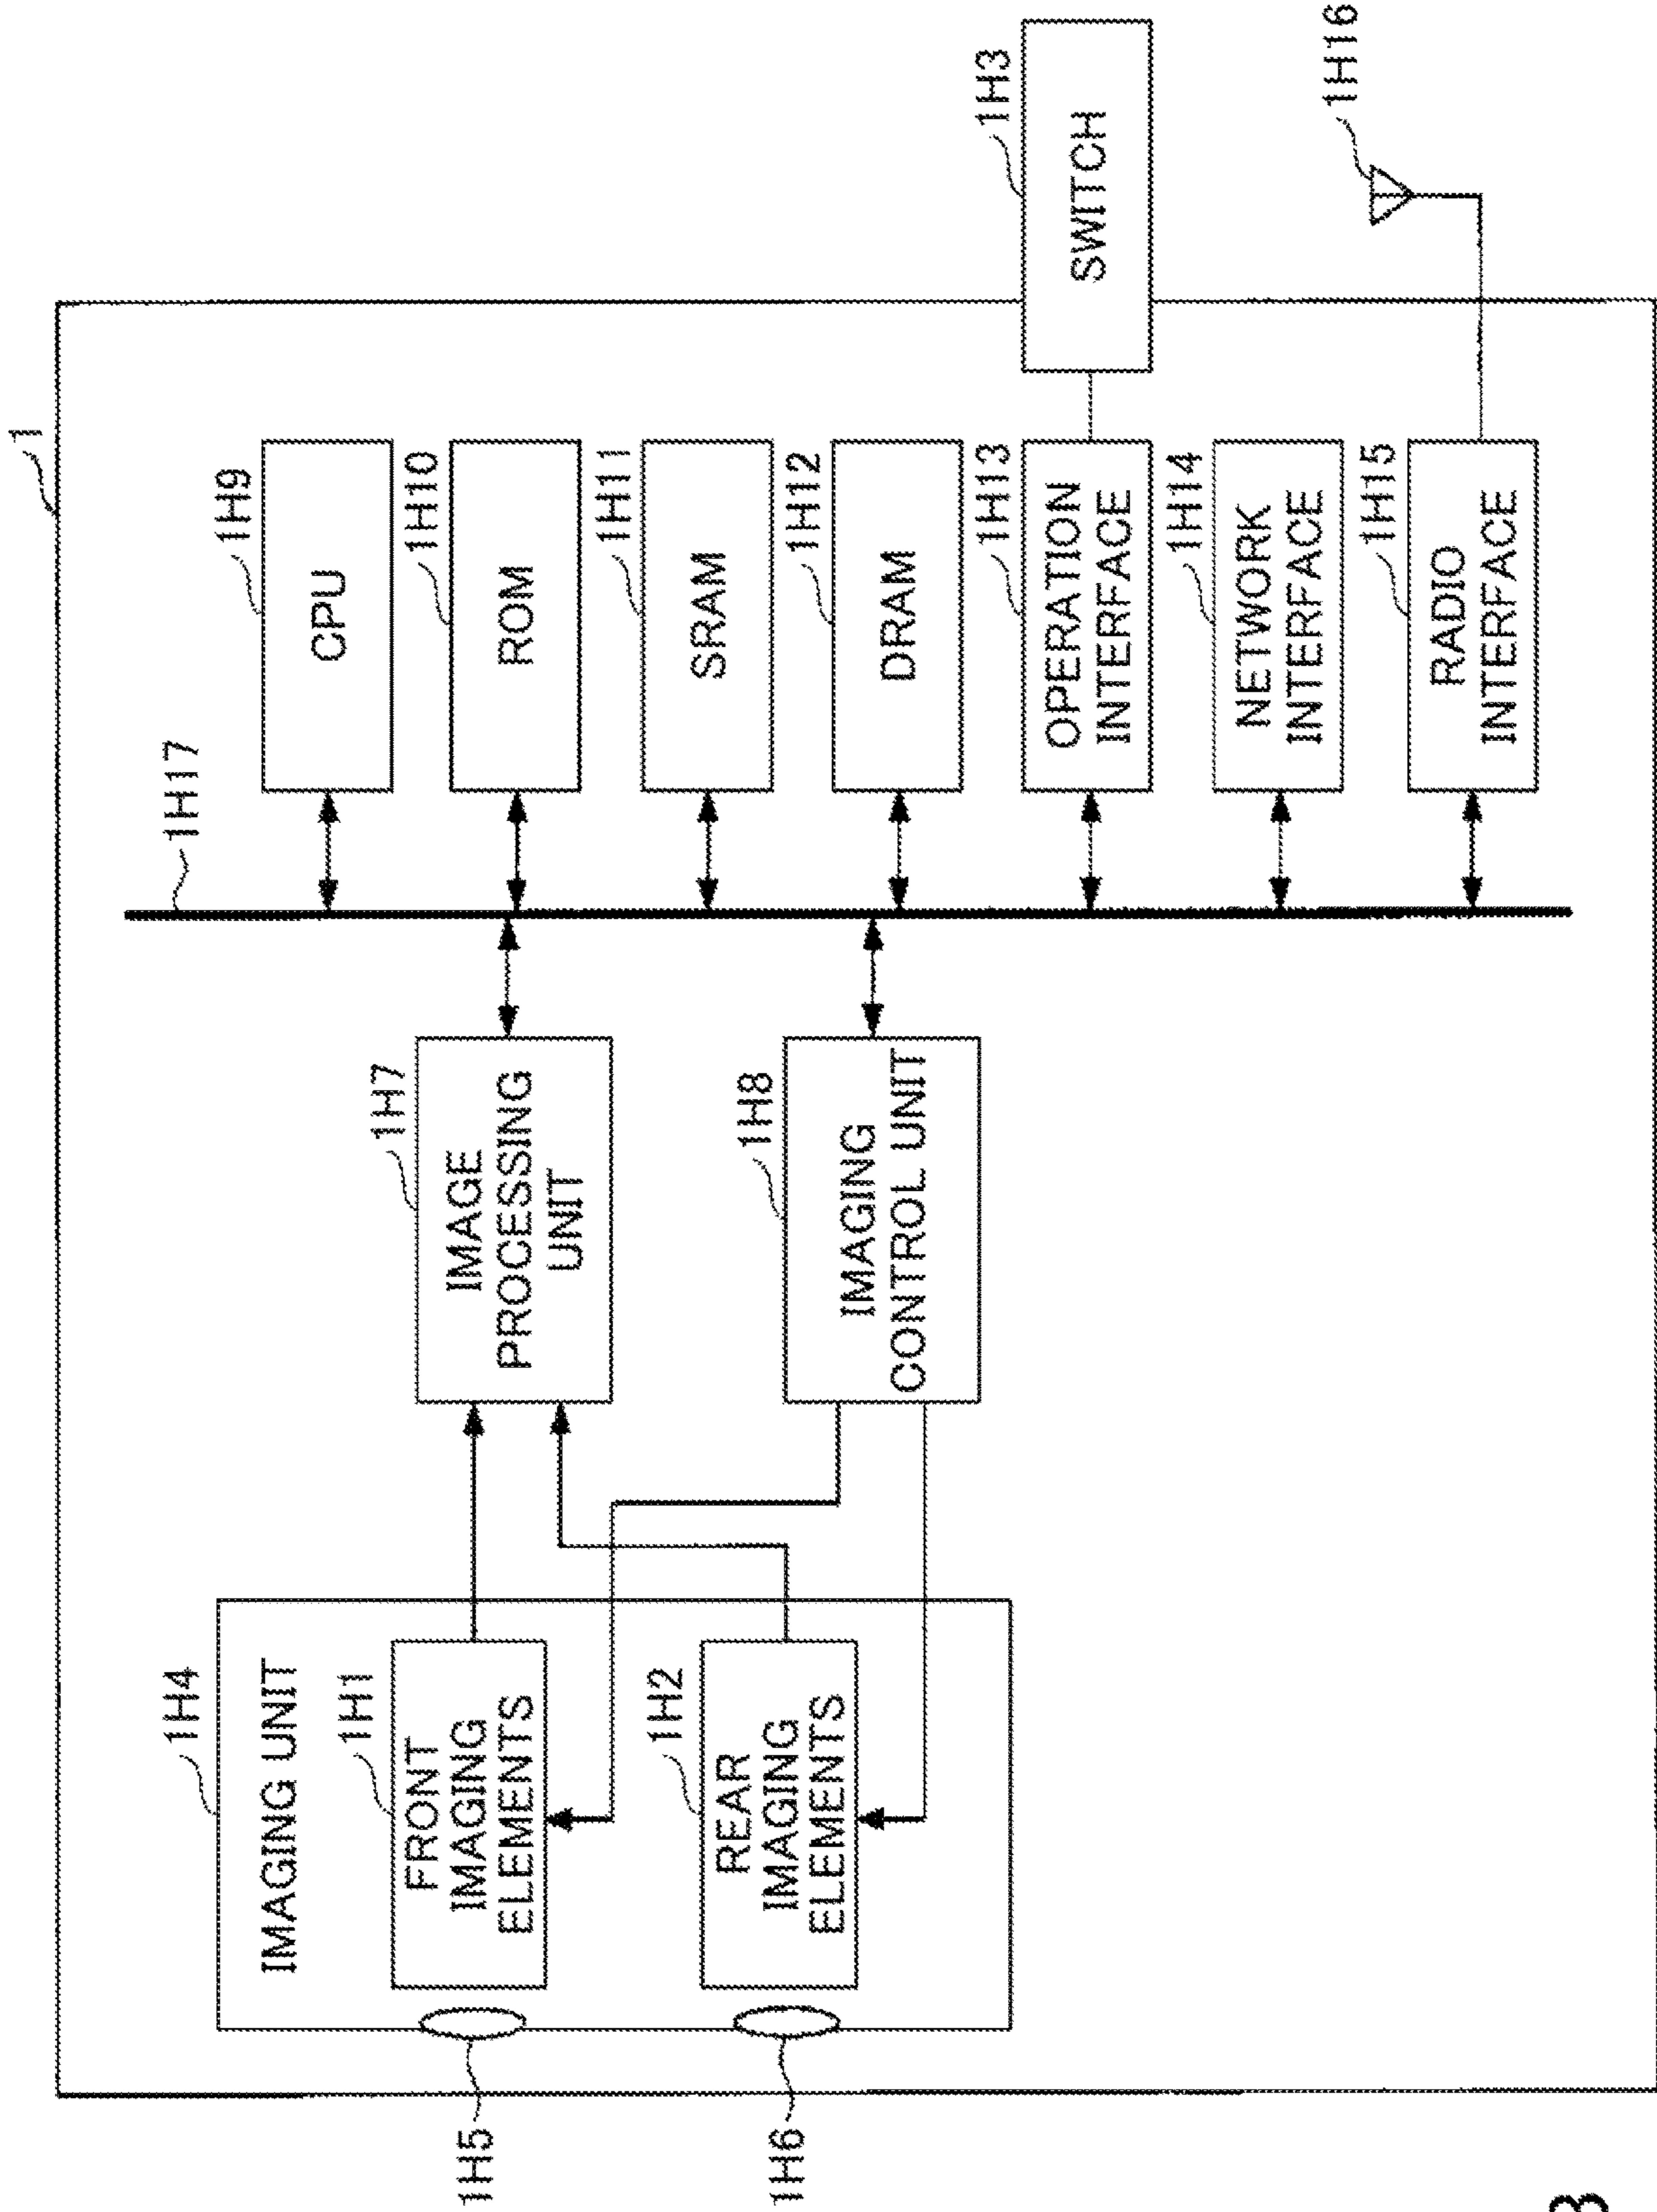 1
1H4
IMAGING UNIT
1H1
FRONT
IMAGING
ELEMENTS
1H2
REAR
IMAGING
ELEMENTS
1H5
1H6
1H7
IMAGE
PROCESSING
UNIT
1H8
IMAGING
CONTROL UNIT
1H17
1H9
CPU
1H10
ROM
1H11
SRAM
1H12
DRAM
1H13
OPERATION
INTERFACE
1H14
NETWORK
INTERFACE
1H15
RADIO
INTERFACE
1H3
SWITCH
1H16